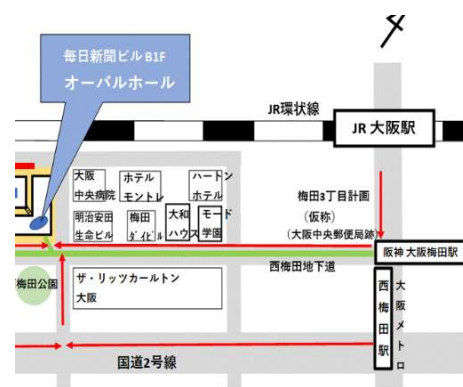 毎日新聞ビル B1F
オーバルホール
JR環状線
JR 大阪駅
大阪
中央病院
ホテル
モントレ
ハートン
ホテル
明治安田
生命ビル
梅田
ダイビル
大和
ハウス
モード
学園
梅田3丁目計画
(仮称)
(大阪中央郵便局跡)
阪神 大阪梅田駅
西梅田地下道
梅田公園
ザ・リッツカールトン
大阪
西梅田駅
大阪メトロ
国道2号線